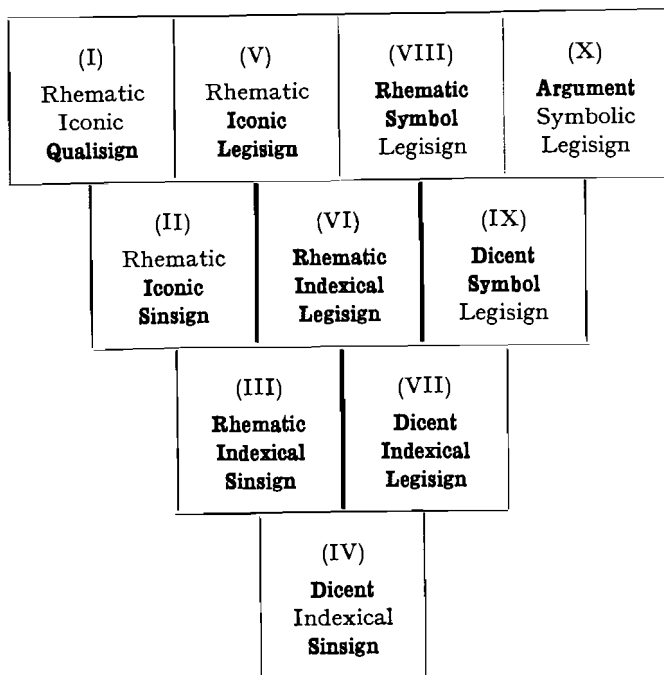 (I)
Rhematic
Iconic
Qualisign
(V)
Rhematic
Iconic
Legisign
(VIII)
Rhematic
Symbol
Legisign
(X)
Argument
Symbolic
Legisign
(II)
Rhematic
Iconic
Sinsign
(VI)
Rhematic
Indexical
Legisign
(IX)
Dicent
Symbol
Legisign
(III)
Rhematic
Indexical
Sinsign
(VII)
Dicent
Indexical
Legisign
(IV)
Dicent
Indexical
Sinsign